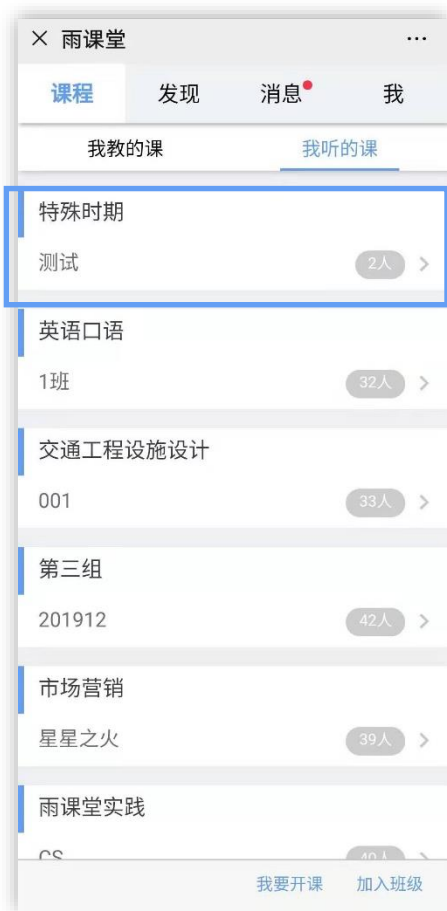 × 雨课堂 ...
课程 发现 消息 我
我教的课 我听的课
特殊时期
测试 2人 >
英语口语
1班 32人 >
交通工程设施设计
001 33人 >
第三组
201912 42人 >
市场营销
星星之火 39人 >
雨课堂实践
CS 40人 >
我要开课 加入班级